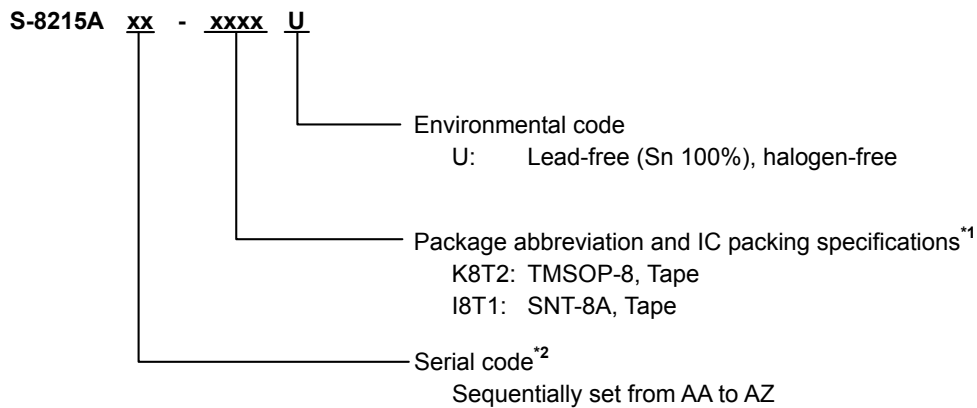 S-8215A xx - xxxx U
Environmental code
U: Lead-free (Sn 100%), halogen-free
Package abbreviation and IC packing specifications*1
K8T2: TMSOP-8, Tape
I8T1: SNT-8A, Tape
Serial code*2
Sequentially set from AA to AZ